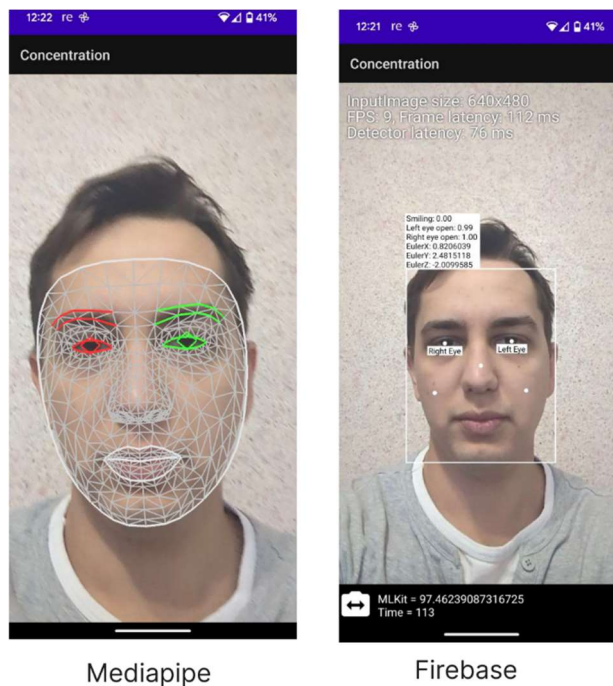 12:22 re 41%
Concentration
Mediapipe
12:21 re 41%
Concentration
InputImage size: 640x480
FPS: 9, Frame latency: 112 ms
Detector latency: 76 ms
Smiling: 0.00
Left eye open: 0.99
Right eye open: 1.00
EulerX: 0.8206039
EulerY: 2.4815118
EulerZ: -2.0099585
Right Eye
Left Eye
MLKit = 97.46239087316725
Time = 113
Firebase